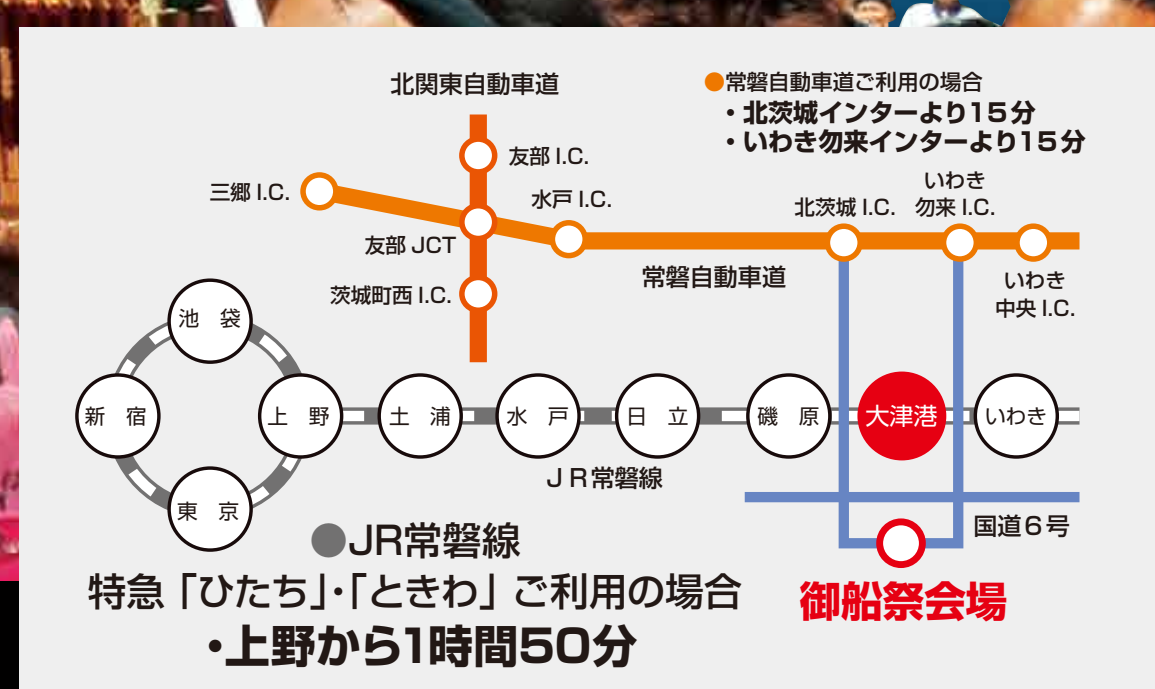 北関東自動車道
●常磐自動車道ご利用の場合
・北茨城インターより15分
・いわき勿来インターより15分
友部 I.C.
三郷 I.C.
水戸 I.C.
北茨城 I.C.
いわき
勿来 I.C.
友部 JCT
常磐自動車道
茨城町西 I.C.
いわき
中央 I.C.
池 袋
新 宿
上 野
土 浦
水 戸
日 立
磯 原
大津港
いわき
東 京
JR常磐線
国道6号
●JR常磐線
特急「ひたち」・「ときわ」ご利用の場合
・上野から1時間50分
御船祭会場